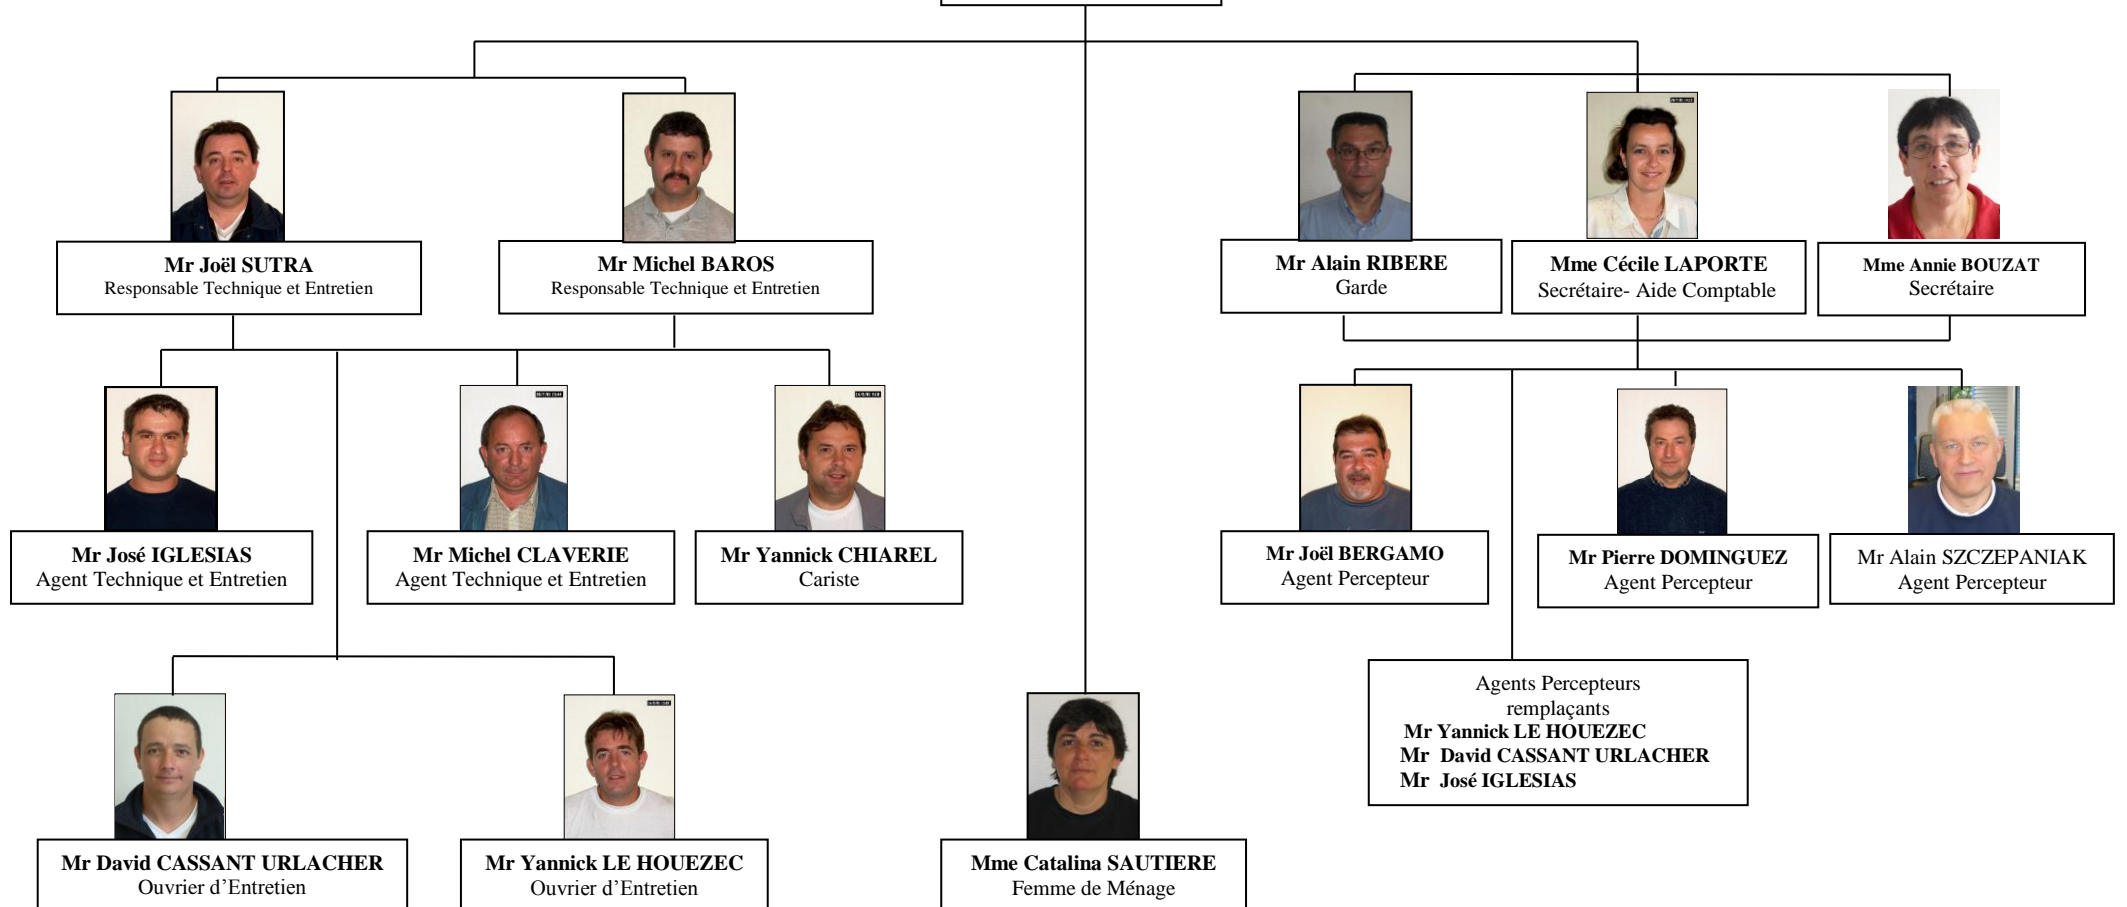 Mr Joël SUTRA
Responsable Technique et Entretien
Mr Michel BAROS
Responsable Technique et Entretien
Mr Alain RIBERE
Garde
Mme Cécile LAPORTE
Secrétaire- Aide Comptable
Mme Annie BOUZAT
Secrétaire
Mr José IGLESIAS
Agent Technique et Entretien
Mr Michel CLAVERIE
Agent Technique et Entretien
Mr Yannick CHIAREL
Cariste
Mr Joël BERGAMO
Agent Percepteur
Mr Pierre DOMINGUEZ
Agent Percepteur
Mr Alain SZCZEPANIAK
Agent Percepteur
Agents Percepteurs
remplaçants
Mr Yannick LE HOUEZEC
Mr David CASSANT URLACHER
Mr José IGLESIAS
Mr David CASSANT URLACHER
Ouvrier d’Entretien
Mr Yannick LE HOUEZEC
Ouvrier d’Entretien
Mme Catalina SAUTIERE
Femme de Ménage